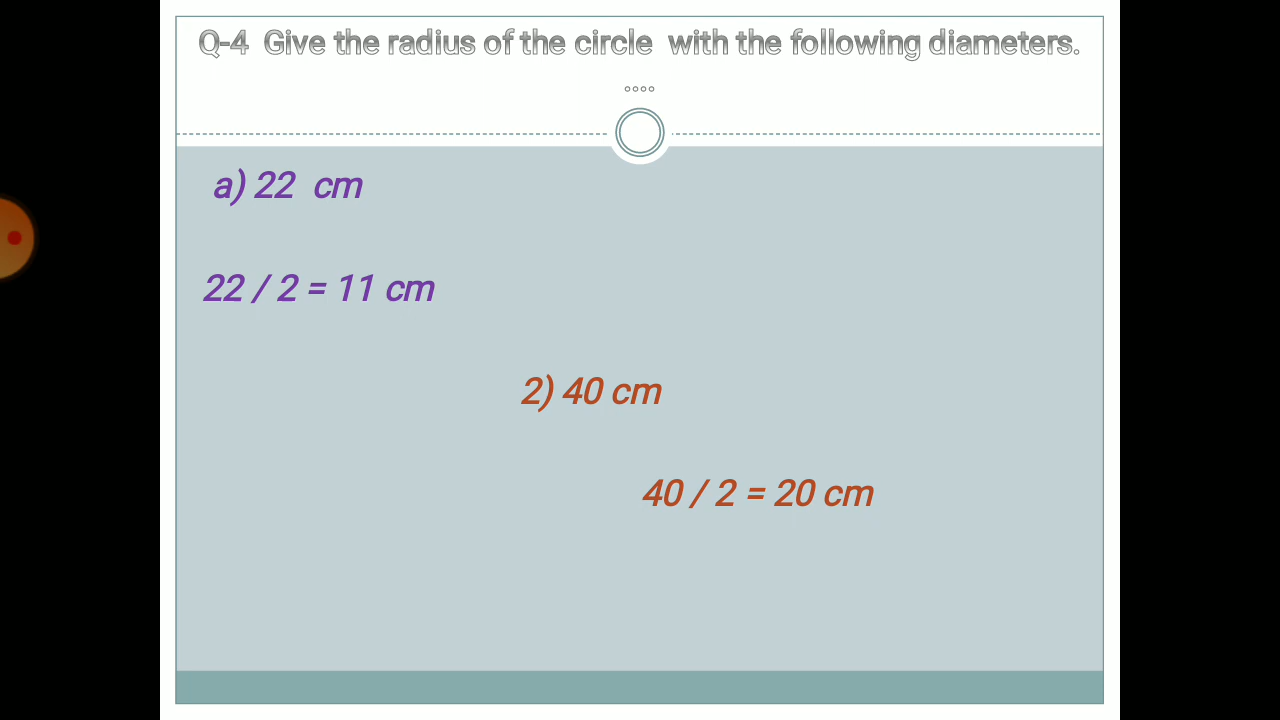 Q-4 Give the radius of the circle with the following diameters.
a) 22 cm
22 / 2 = 11 cm
2) 40 cm
40 / 2 = 20 cm